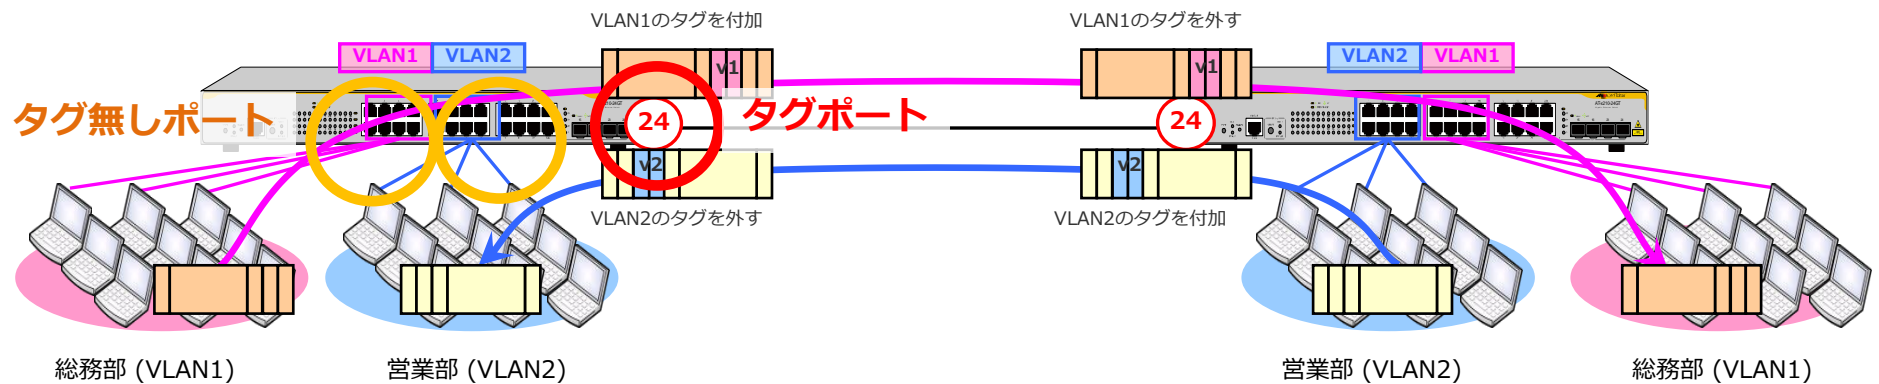 VLAN1のタグを付加
VLAN1のタグを外す
VLAN1
VLAN2
v1
v1
VLAN2
VLAN1
タグ無しポート
24
タグポート
24
v2
v2
VLAN2のタグを外す
VLAN2のタグを付加
総務部 (VLAN1)
営業部 (VLAN2)
営業部 (VLAN2)
総務部 (VLAN1)